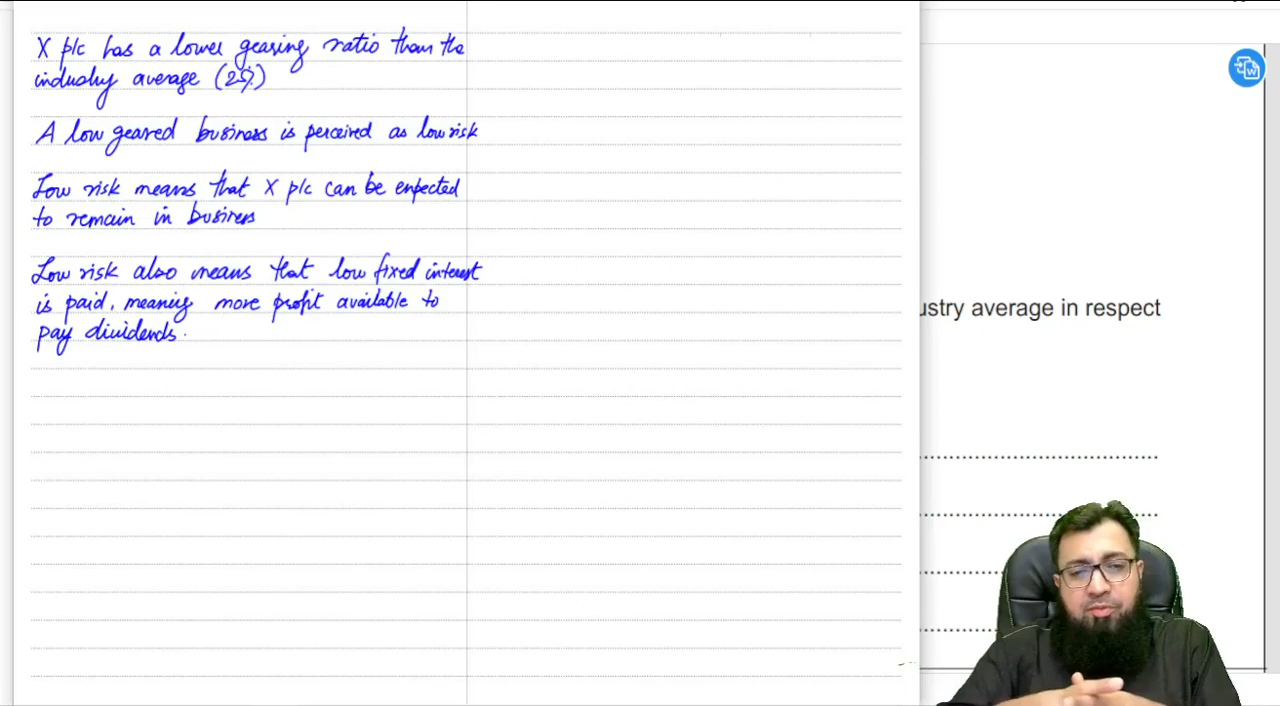 X plc has a lower gearing ratio than the
industry average (25%)
A low geared business is perceived as low risk
Low risk means that X plc can be expected
to remain in business
Low risk also means that low fixed interest
is paid, meaning more profit available to
pay dividends.
ustry average in respect
W